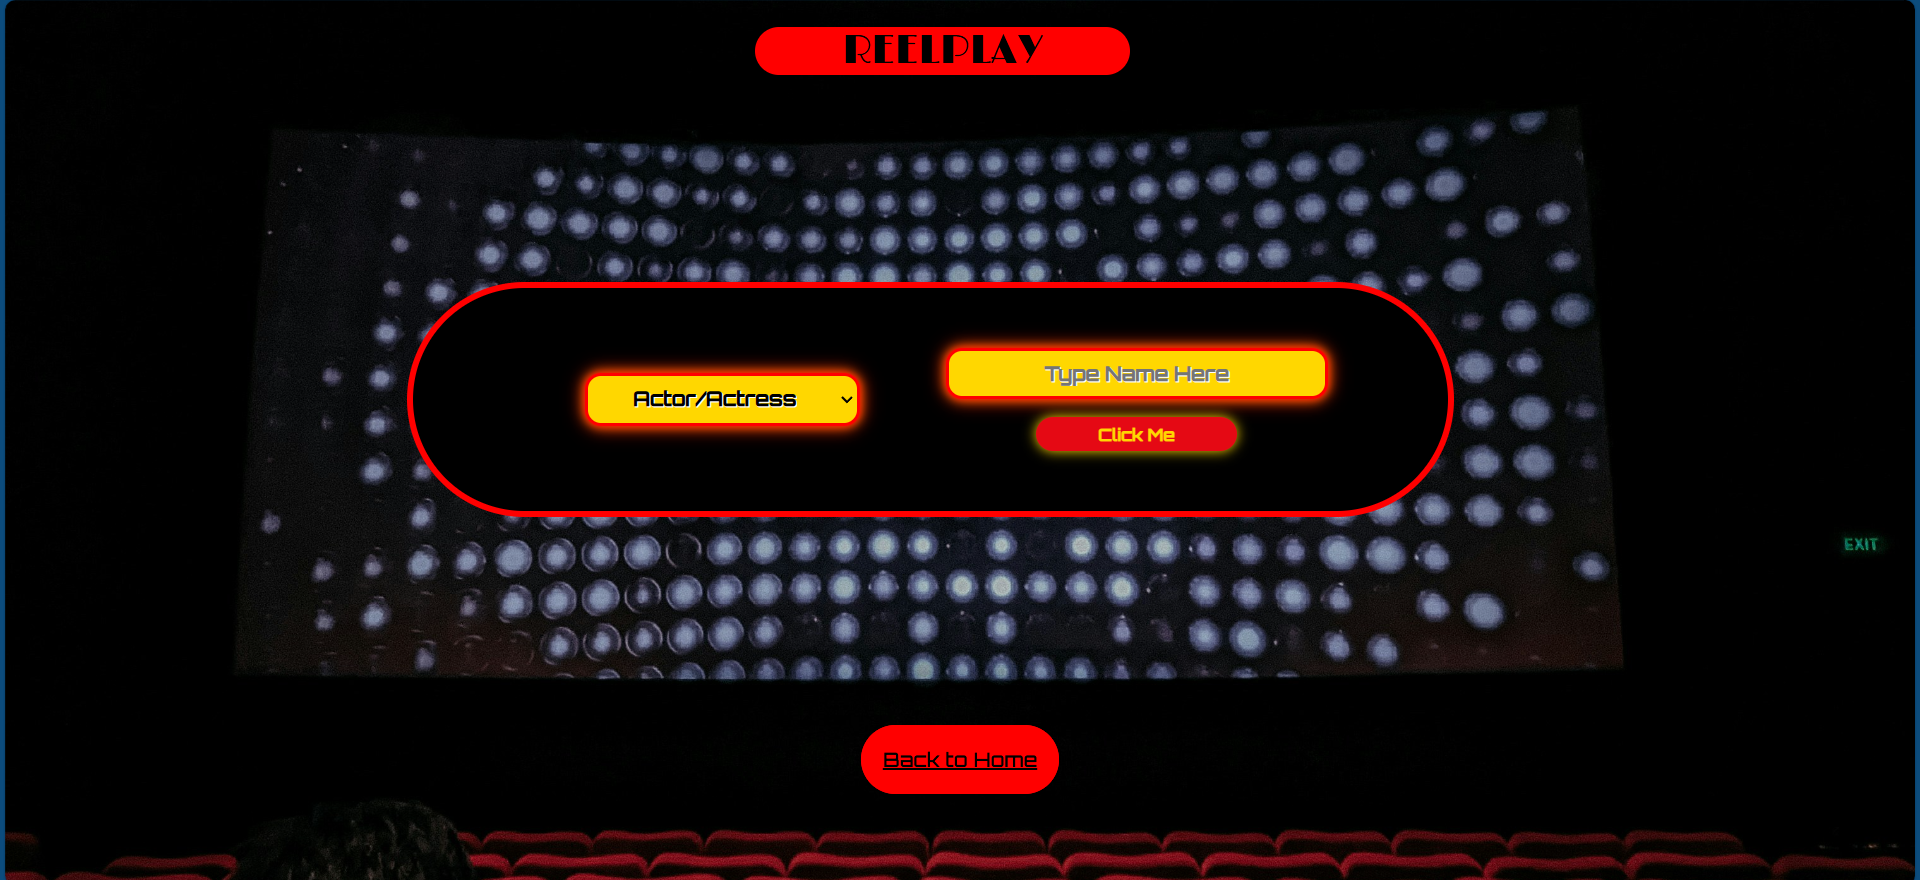 REELPLAY
Actor/Actress
Type Name Here
Click Me
EXIT
Back to Home